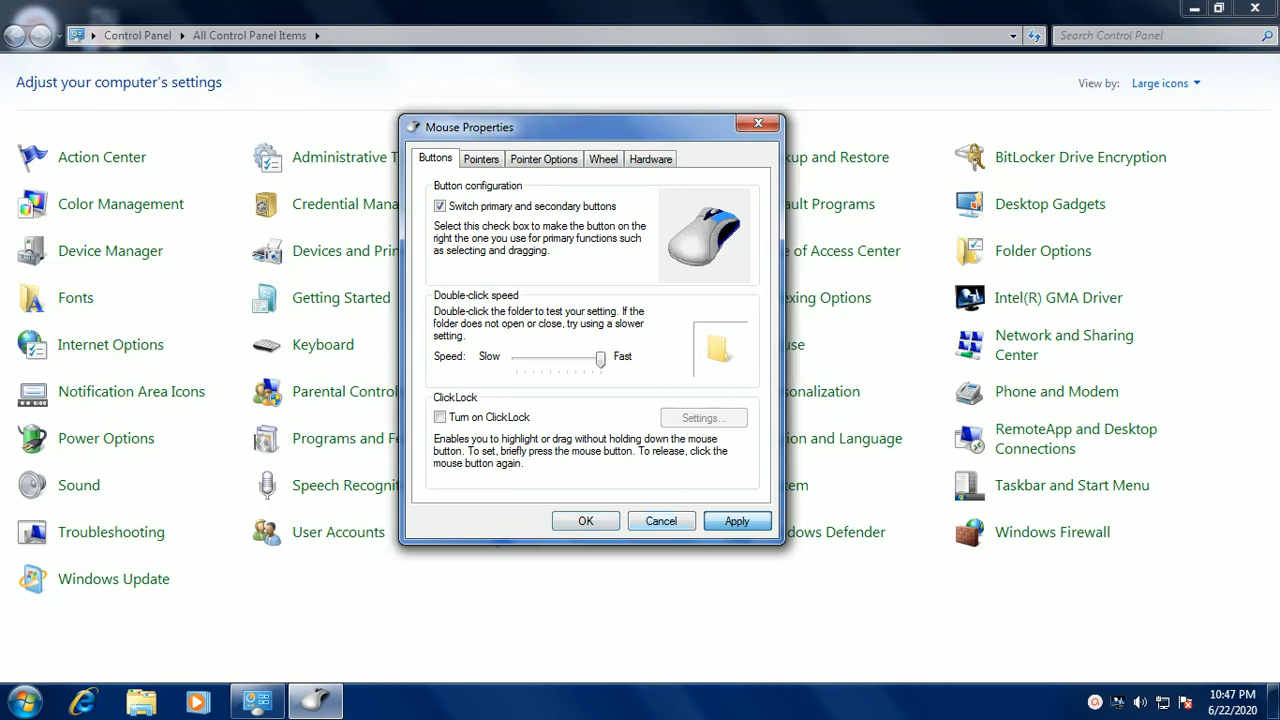 Control Panel
All Control Panel Items
Search Control Panel
Adjust your computer's settings
View by: Large icons
Action Center
Administrative T
kup and Restore
BitLocker Drive Encryption
Color Management
Credential Mana
fault Programs
Desktop Gadgets
Device Manager
Devices and Prin
e of Access Center
Folder Options
Fonts
Getting Started
exing Options
Intel(R) GMA Driver
Internet Options
Keyboard
use
Network and Sharing
Center
Notification Area Icons
Parental Control
sonalization
Phone and Modem
Power Options
Programs and Fe
ion and Language
RemoteApp and Desktop
Connections
Sound
Speech Recogni
tem
Taskbar and Start Menu
Troubleshooting
User Accounts
dows Defender
Windows Firewall
Windows Update
Mouse Properties
Buttons
Pointers
Pointer Options
Wheel
Hardware
Button configuration
Switch primary and secondary buttons
Select this check box to make the button on the
right the one you use for primary functions such
as selecting and dragging.
Double-click speed
Double-click the folder to test your setting. If the
folder does not open or close, try using a slower
setting.
Speed: Slow Fast
ClickLock
Turn on ClickLock
Settings...
Enables you to highlight or drag without holding down the mouse
button. To set, briefly press the mouse button. To release, click the
mouse button again.
OK
Cancel
Apply
10:47 PM
6/22/2020